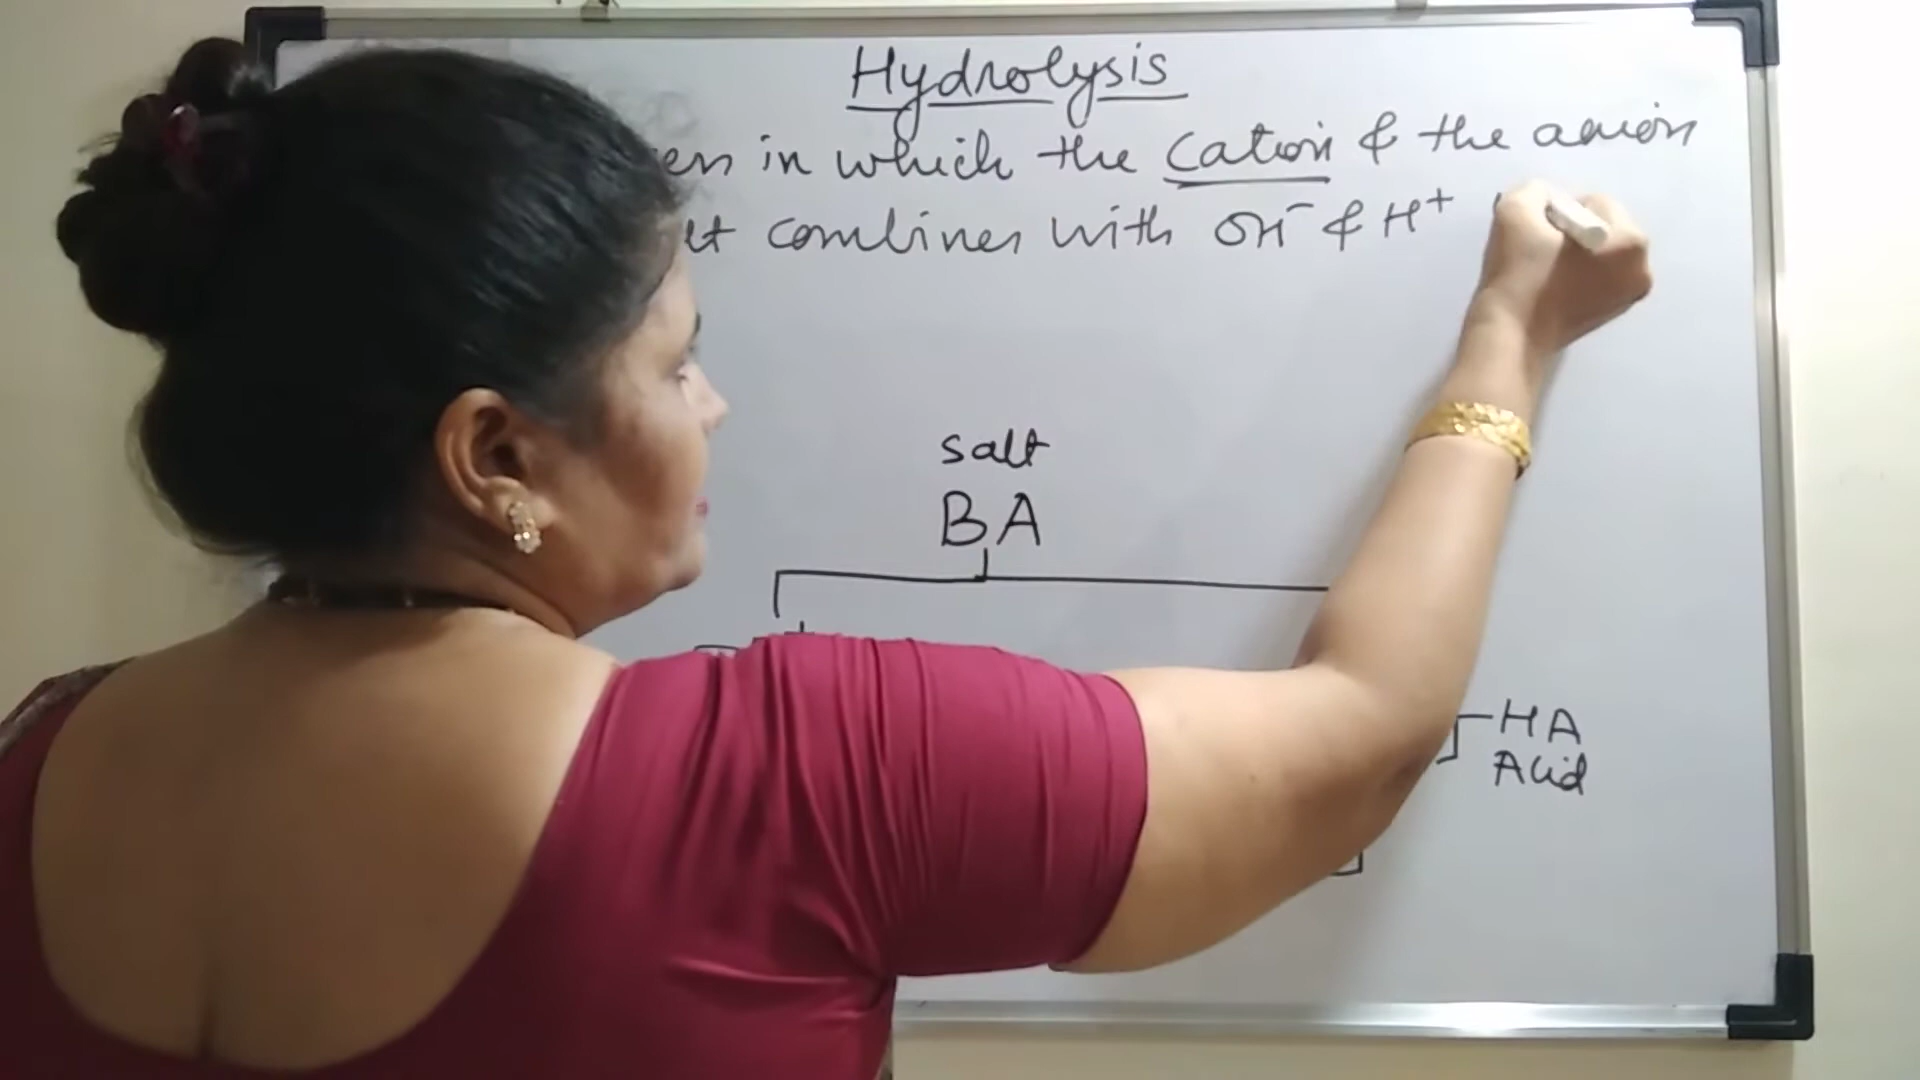 Hydrolysis
in which the cation & the anion
combines with OH⁻ & H⁺
salt
BA
HA
Acid